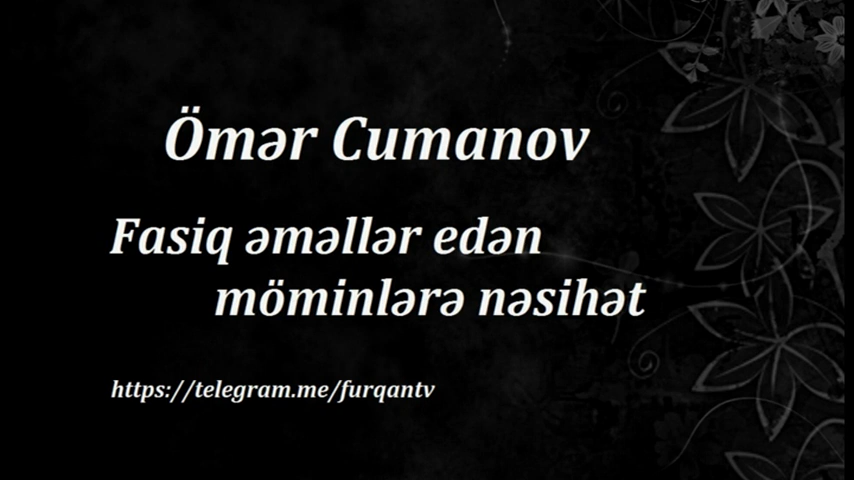 Ömər Cumanov
Fasiq əməllər edən
möminlərə nəsihət
https://telegram.me/furqantv